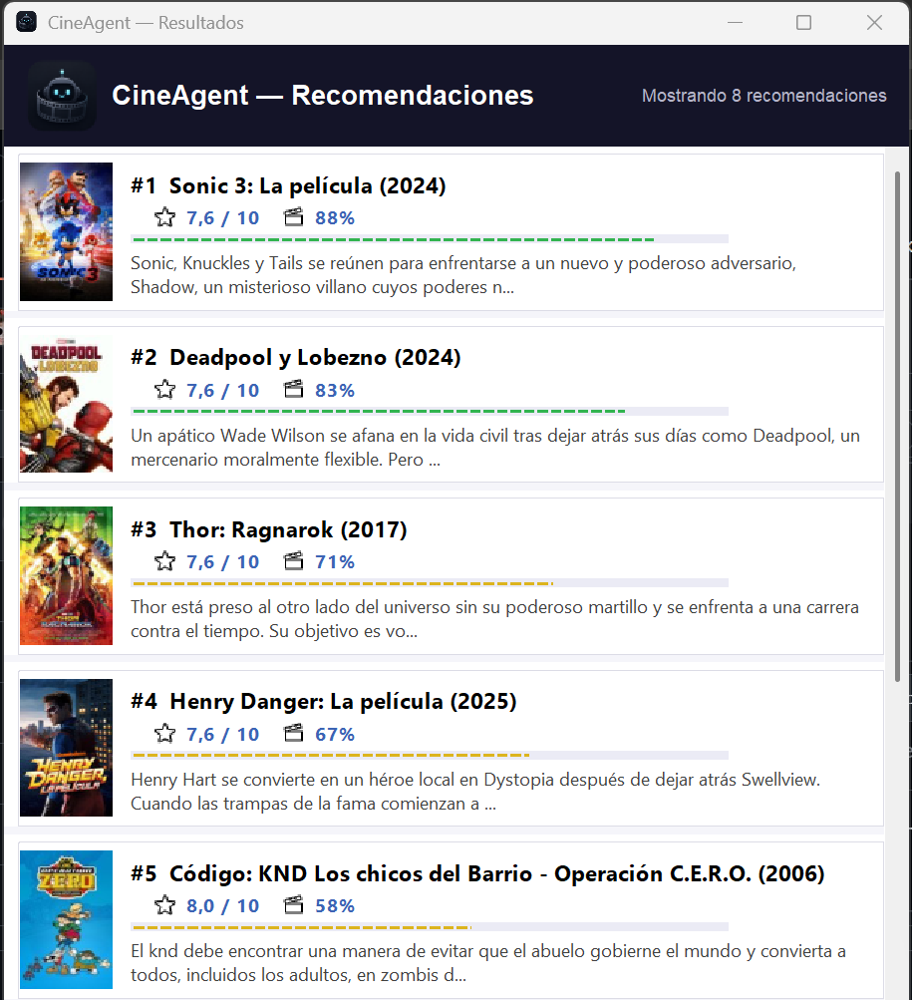 CineAgent — Resultados
CineAgent — Recomendaciones
Mostrando 8 recomendaciones
SONIC 3
#1 Sonic 3: La película (2024)
7,6 / 10 88%
Sonic, Knuckles y Tails se reúnen para enfrentarse a un nuevo y poderoso adversario,
Shadow, un misterioso villano cuyos poderes n...
DEADPOOL
Y LOBEZNO
#2 Deadpool y Lobezno (2024)
7,6 / 10 83%
Un apático Wade Wilson se afana en la vida civil tras dejar atrás sus días como Deadpool, un
mercenario moralmente flexible. Pero ...
THOR
RAGNAROK
#3 Thor: Ragnarok (2017)
7,6 / 10 71%
Thor está preso al otro lado del universo sin su poderoso martillo y se enfrenta a una carrera
contra el tiempo. Su objetivo es vo...
HENRY
DANGER,
LA PELÍCULA
#4 Henry Danger: La película (2025)
7,6 / 10 67%
Henry Hart se convierte en un héroe local en Dystopia después de dejar atrás Swellview.
Cuando las trampas de la fama comienzan a ...
ZERO
#5 Código: KND Los chicos del Barrio - Operación C.E.R.O. (2006)
8,0 / 10 58%
El knd debe encontrar una manera de evitar que el abuelo gobierne el mundo y convierta a
todos, incluidos los adultos, en zombis d...